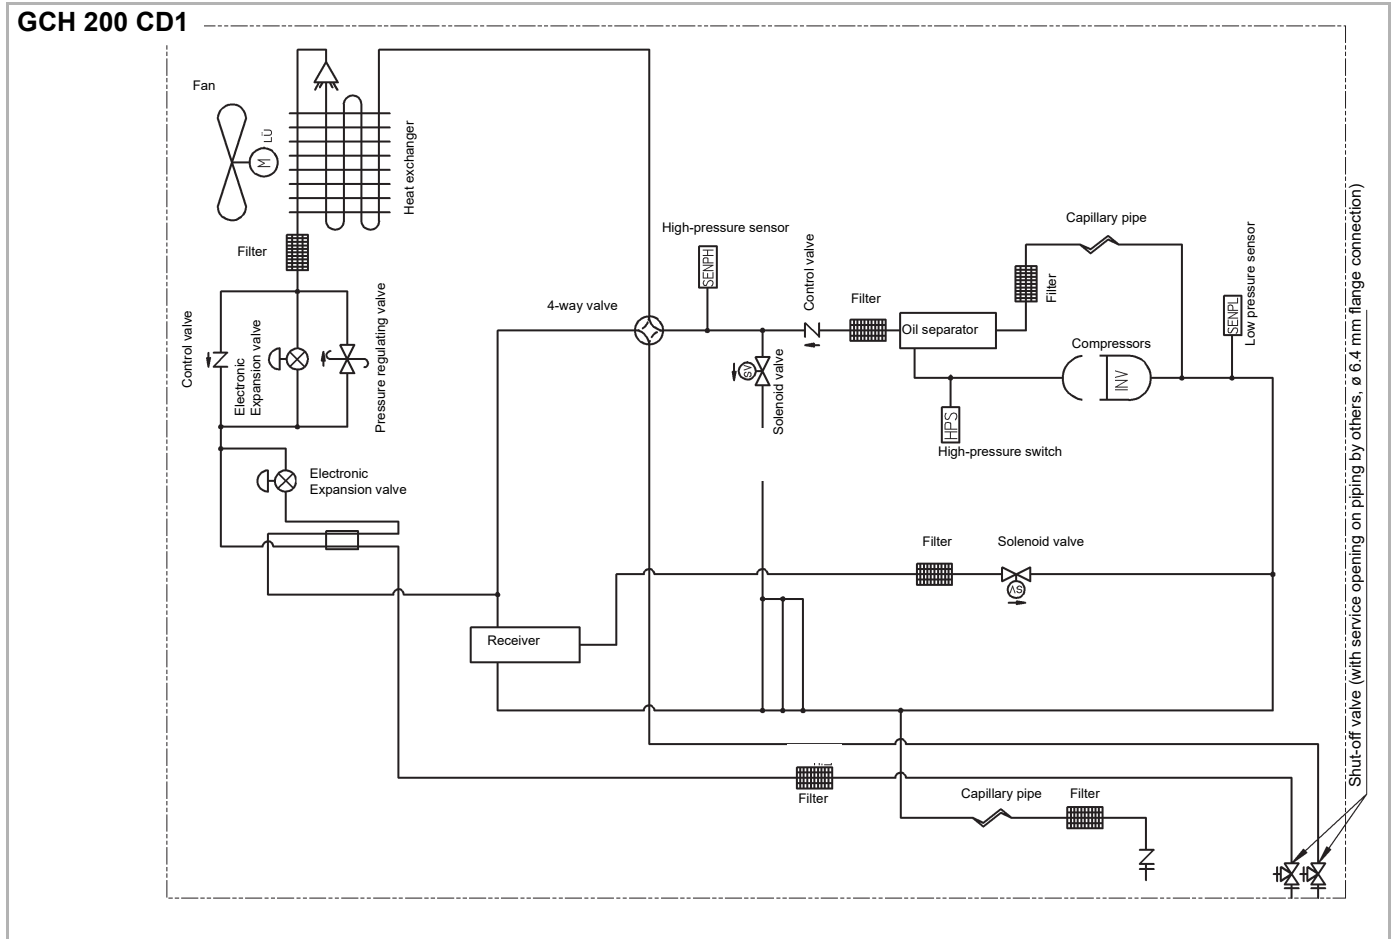 GCH 200 CD1
Fan
LÜ
M
Heat exchanger
Filter
Control valve
Electronic
Expansion valve
Pressure regulating valve
Electronic
Expansion valve
4-way valve
High-pressure sensor
SENPH
Control valve
SV
Solenoid valve
Filter
Oil separator
Filter
Capillary pipe
Compressors
INV
SENPL
Low pressure sensor
HPS
High-pressure switch
Filter
Solenoid valve
SV
Receiver
Filter
Capillary pipe
Filter
Shut-off valve (with service opening on piping by others, ø 6.4 mm flange connection)